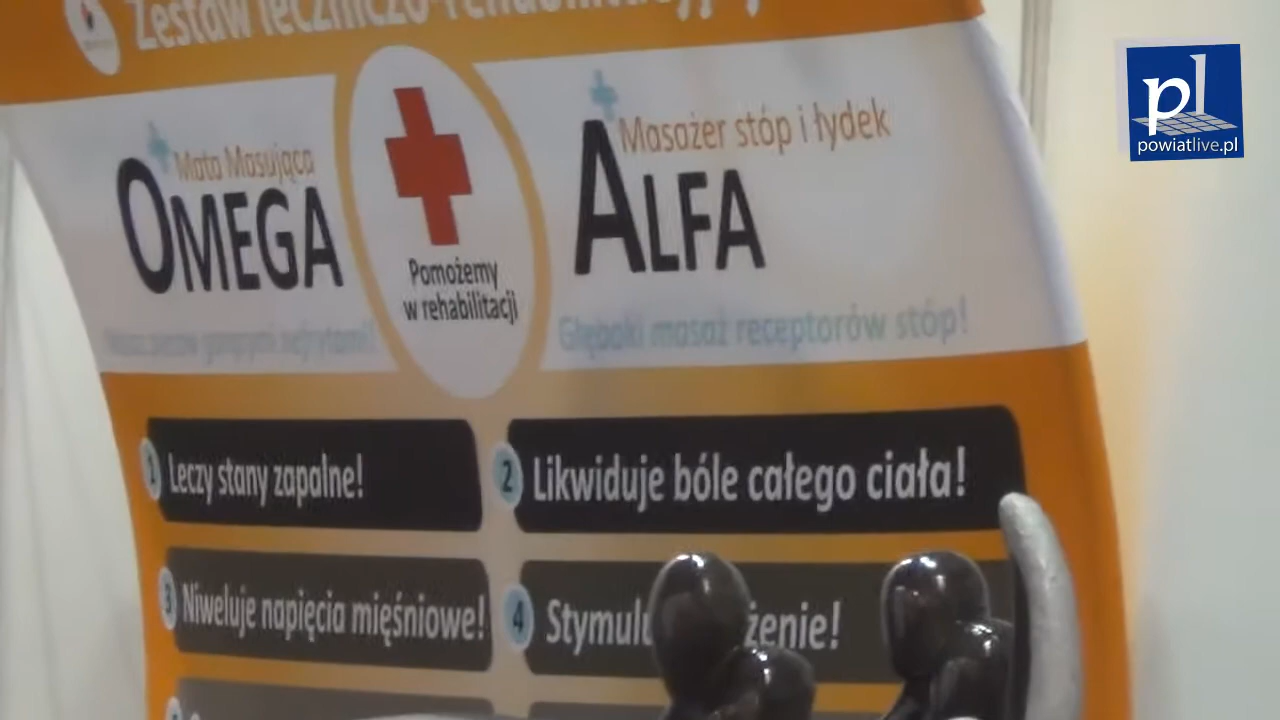 Zestaw leczniczo-rehabilitacyjny
pl
powiatlive.pl
Mata Masująca
OMEGA
Pomożemy
w rehabilitacji
Masażer stóp i łydek
ALFA
Głęboki masaż receptorów stóp!
1 Leczy stany zapalne!
2 Likwiduje bóle całego ciała!
3 Niweluje napięcia mięśniowe!
4